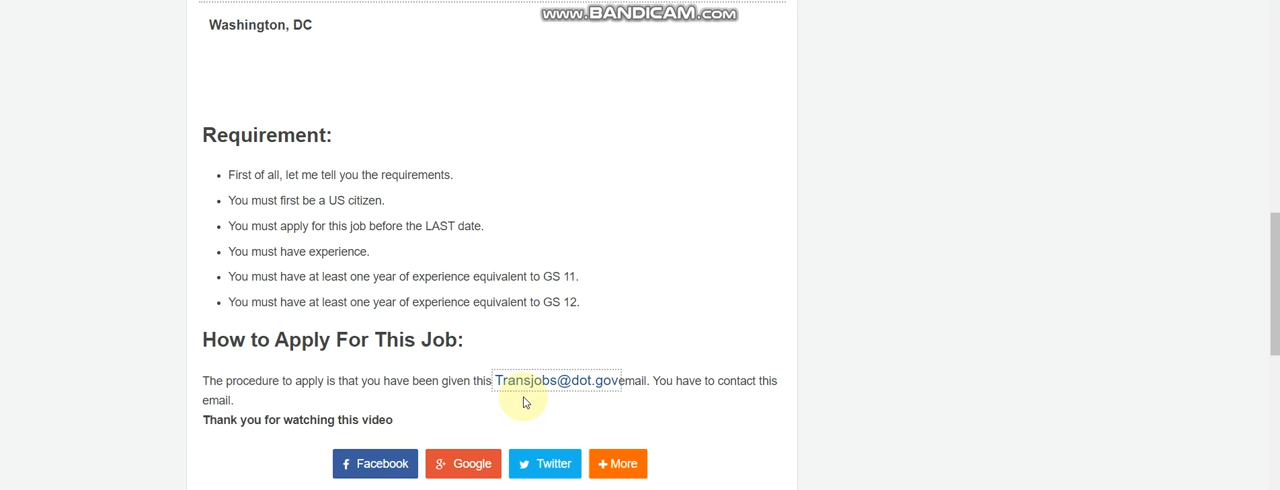 www.BANDICAM.com
Washington, DC
Requirement:
First of all, let me tell you the requirements.
You must first be a US citizen.
You must apply for this job before the LAST date.
You must have experience.
You must have at least one year of experience equivalent to GS 11.
You must have at least one year of experience equivalent to GS 12.
How to Apply For This Job:
The procedure to apply is that you have been given this Transjobs@dot.govemail. You have to contact this
email.
Thank you for watching this video
Facebook Google Twitter More